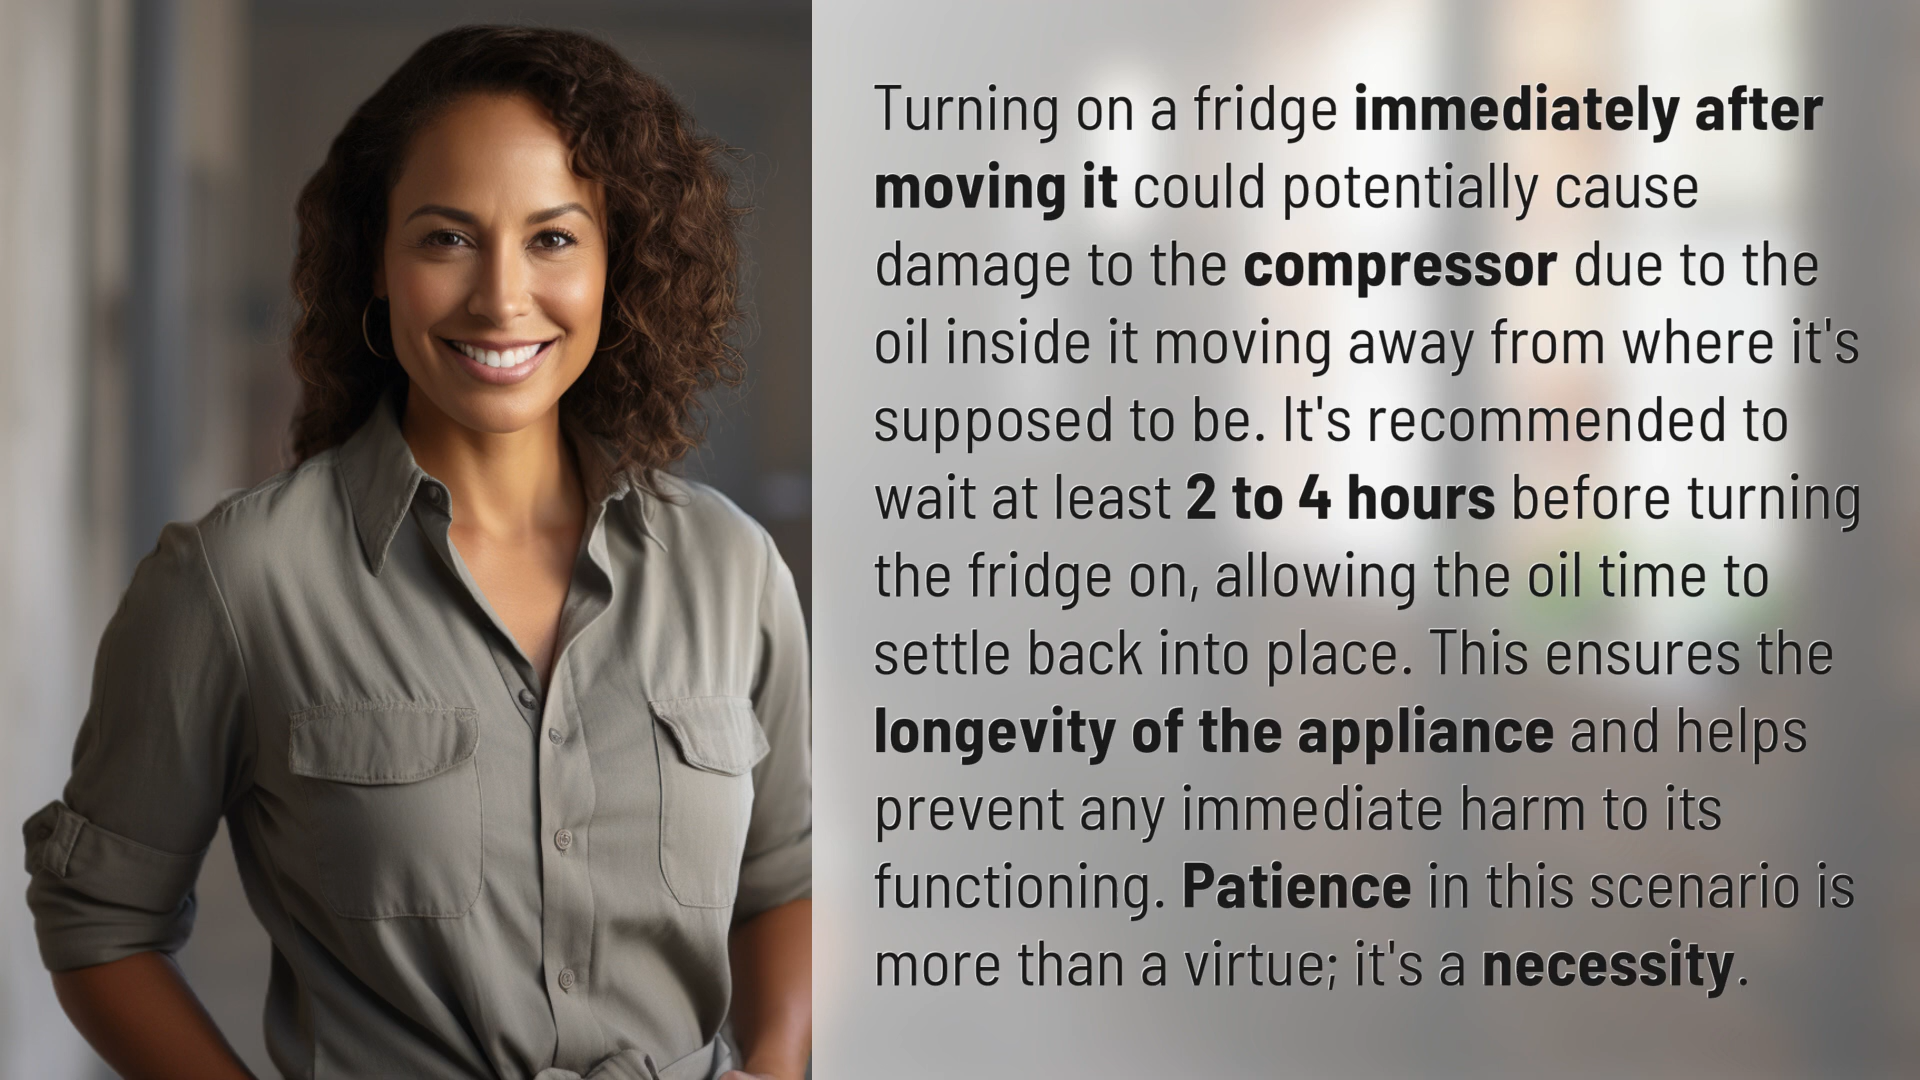 Turning on a fridge immediately after
moving it could potentially cause
damage to the compressor due to the
oil inside it moving away from where it's
supposed to be. It's recommended to
wait at least 2 to 4 hours before turning
the fridge on, allowing the oil time to
settle back into place. This ensures the
longevity of the appliance and helps
prevent any immediate harm to its
functioning. Patience in this scenario is
more than a virtue; it's a necessity.